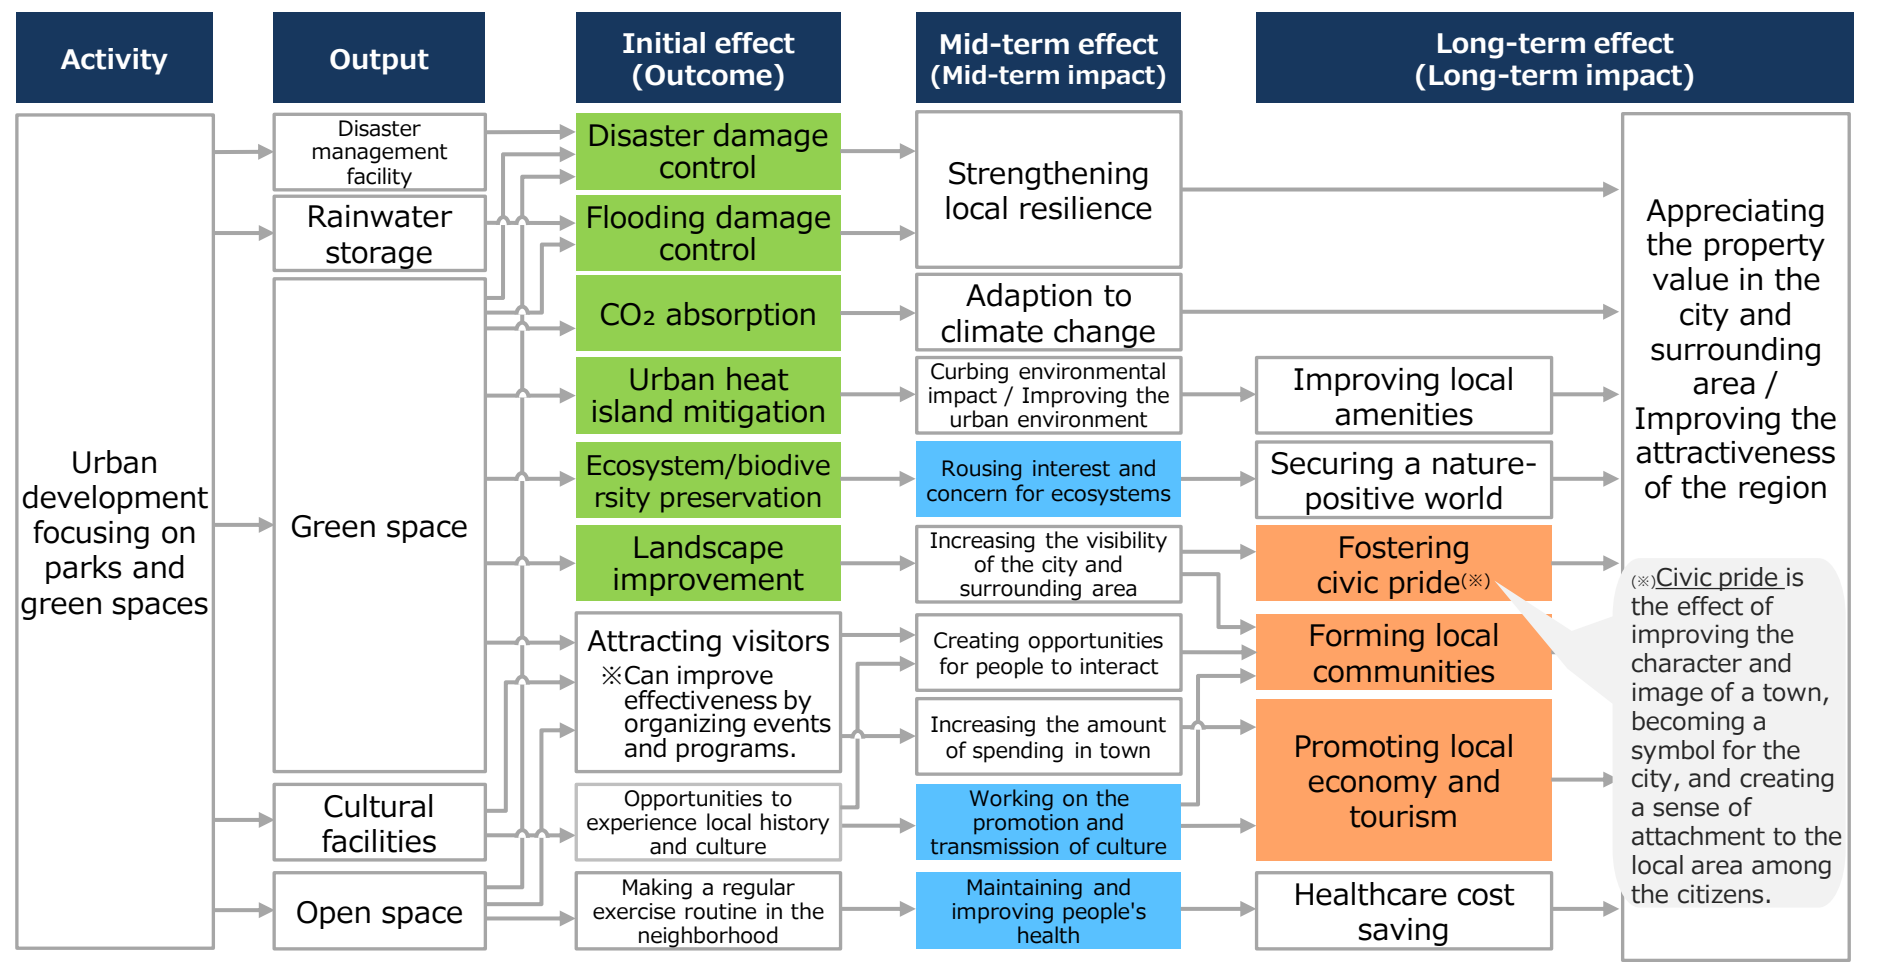 Activity
Output
Initial effect
(Outcome)
Mid-term effect
(Mid-term impact)
Long-term effect
(Long-term impact)
Urban
development
focusing on
parks and
green spaces
Disaster
management
facility
Rainwater
storage
Green space
Cultural
facilities
Open space
Disaster damage
control
Flooding damage
control
CO₂ absorption
Urban heat
island mitigation
Ecosystem/biodive
rsity preservation
Landscape
improvement
Attracting visitors
※Can improve
effectiveness by
organizing events
and programs.
Opportunities to
experience local history
and culture
Making a regular
exercise routine in the
neighborhood
Strengthening
local resilience
Adaption to
climate change
Curbing environmental
impact / Improving the
urban environment
Rousing interest and
concern for ecosystems
Increasing the visibility
of the city and
surrounding area
Creating opportunities
for people to interact
Increasing the amount
of spending in town
Working on the
promotion and
transmission of culture
Maintaining and
improving people's
health
Improving local
amenities
Securing a nature-
positive world
Fostering
civic pride(※)
Forming local
communities
Promoting local
economy and
tourism
Healthcare cost
saving
Appreciating
the property
value in the
city and
surrounding
area /
Improving the
attractiveness
of the region
(※)Civic pride is
the effect of
improving the
character and
image of a town,
becoming a
symbol for the
city, and creating
a sense of
attachment to the
local area among
the citizens.